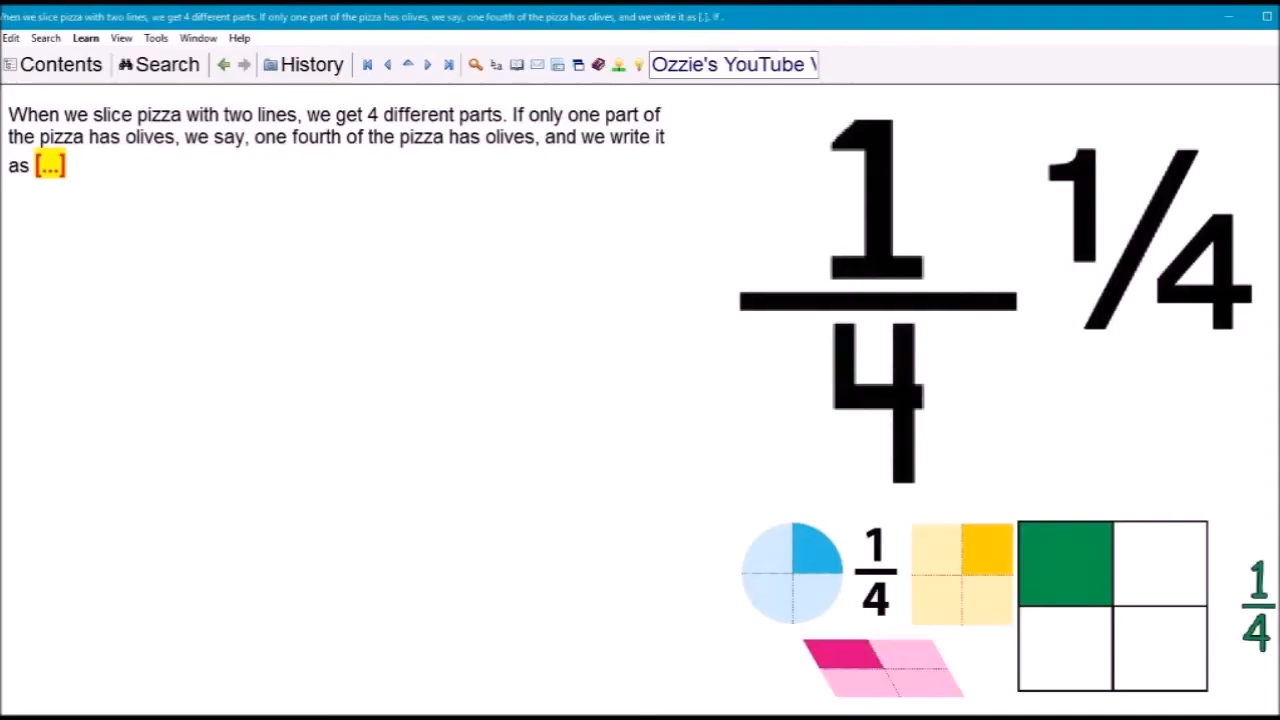 When we slice pizza with two lines, we get 4 different parts. If only one part of the pizza has olives, we say, one fourth of the pizza has olives, and we write it as [..]. If .
Edit Search Learn View Tools Window Help
Contents Search History Ozzie's YouTube
When we slice pizza with two lines, we get 4 different parts. If only one part of
the pizza has olives, we say, one fourth of the pizza has olives, and we write it
as [...]
1
4
¼
1
4
1
4